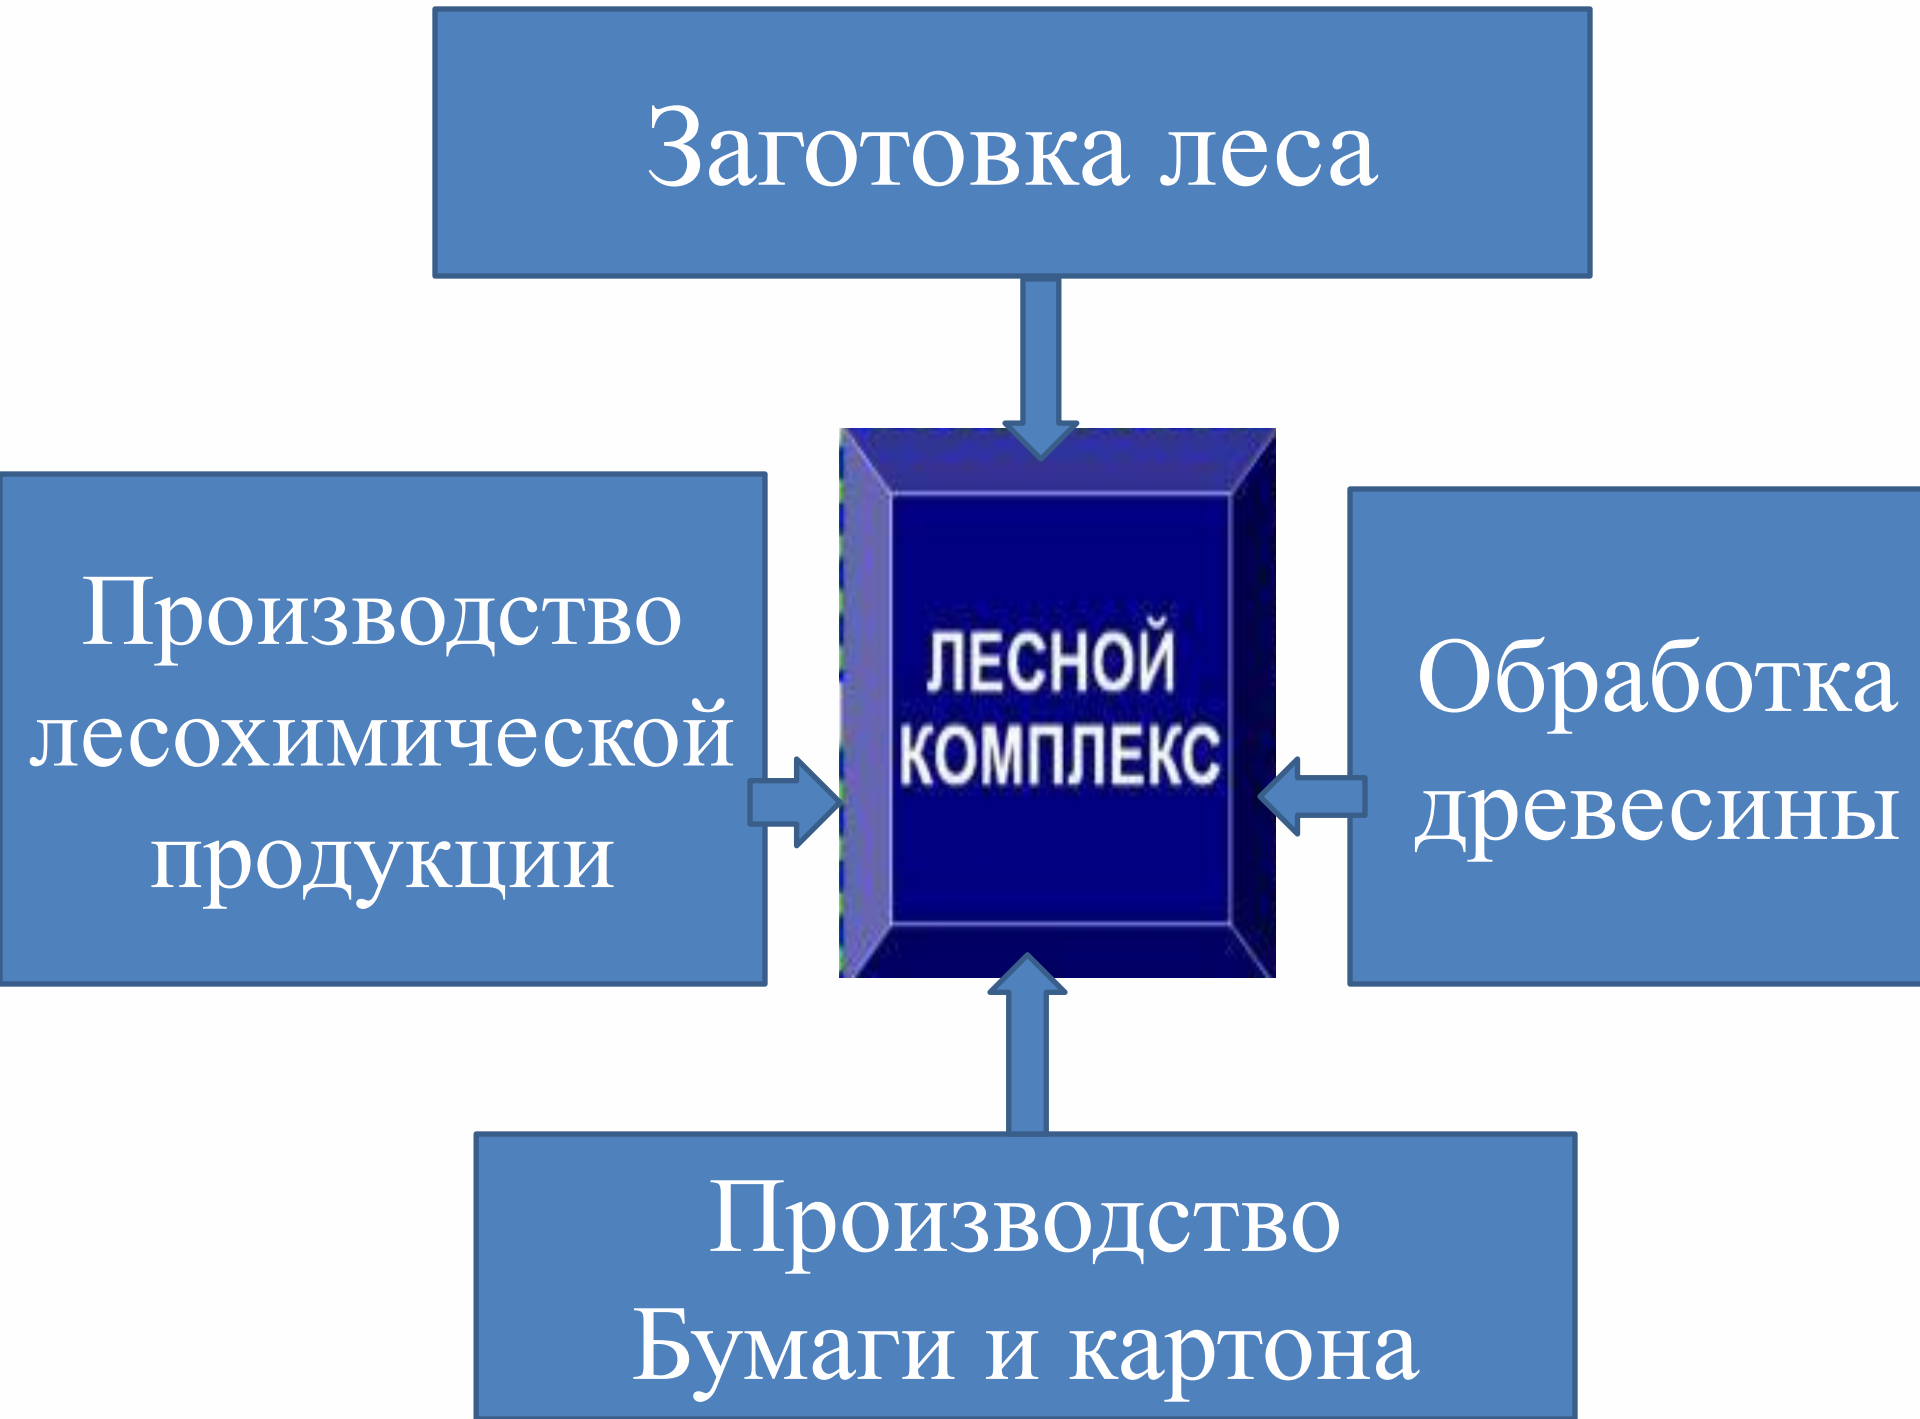 Заготовка леса
Производство
лесохимической
продукции
ЛЕСНОЙ
КОМПЛЕКС
Обработка
древесины
Производство
Бумаги и картона